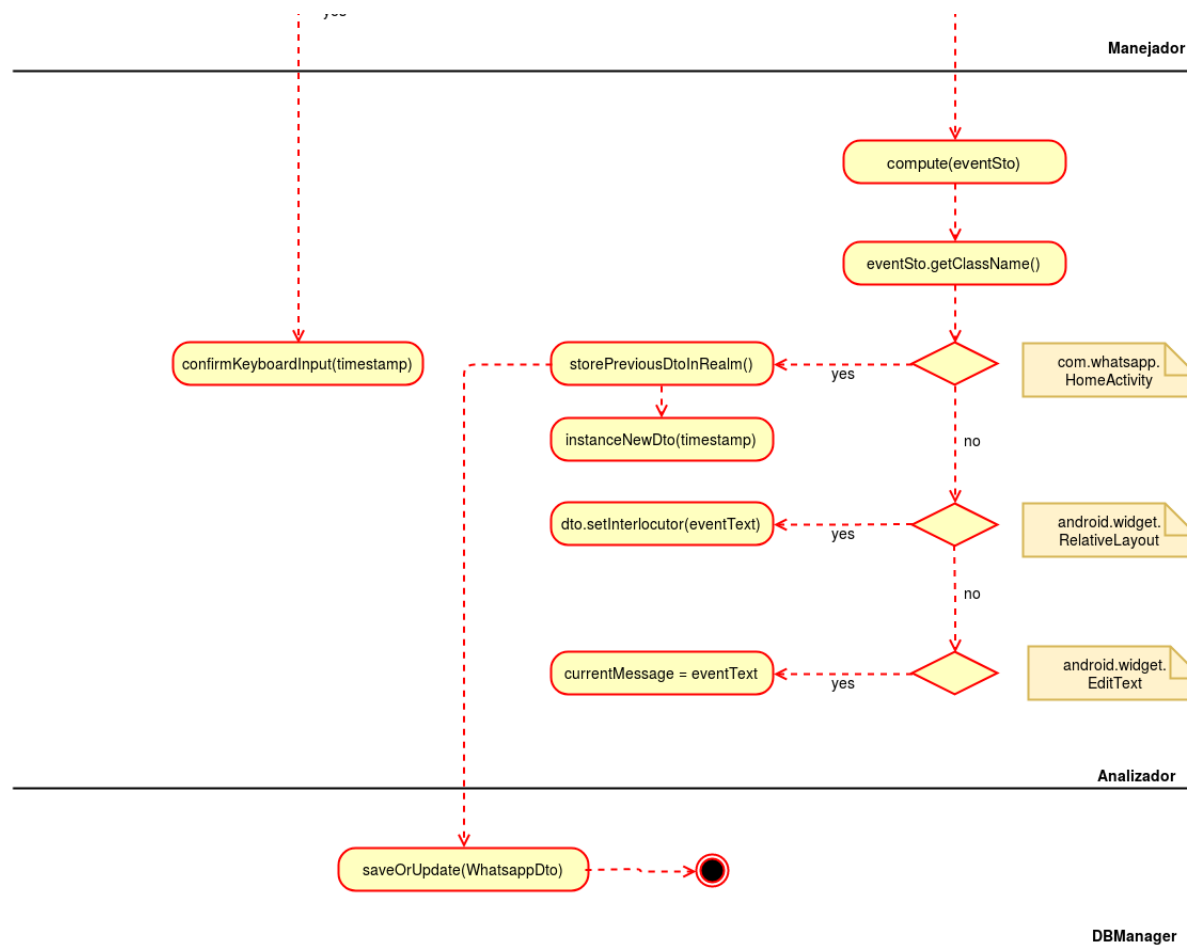 yes
Manejador
compute(eventSto)
eventSto.getClassName()
confirmKeyboardInput(timestamp)
storePreviousDtoInRealm()
yes
com.whatsapp.
HomeActivity
instanceNewDto(timestamp)
no
dto.setInterlocutor(eventText)
yes
android.widget.
RelativeLayout
no
currentMessage = eventText
yes
android.widget.
EditText
Analizador
saveOrUpdate(WhatsappDto)
DBManager